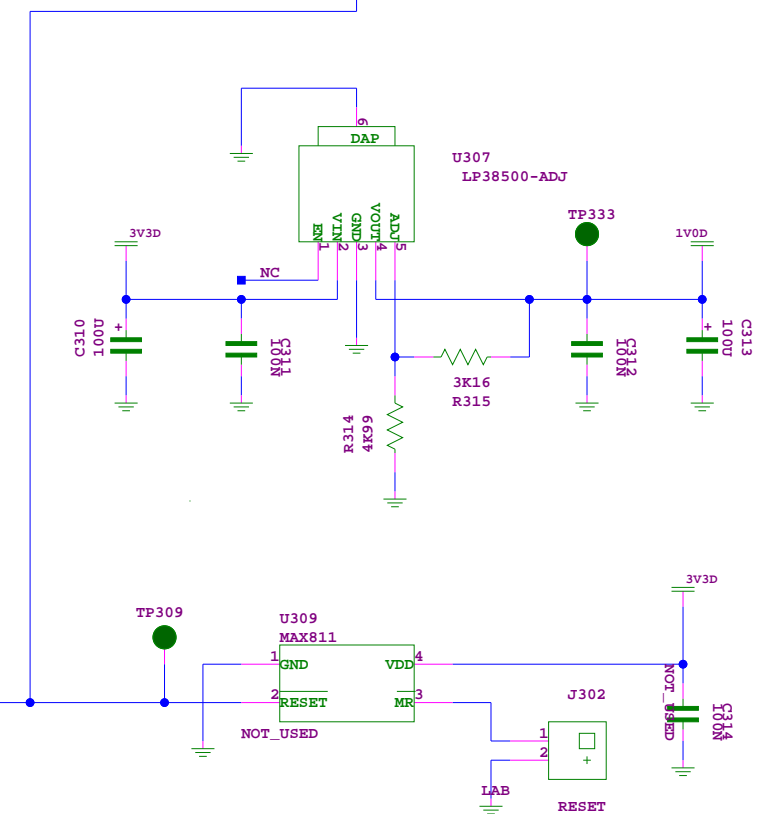 6
DAP
U307
LP38500-ADJ
EN
VIN
GND
VOUT
ADJ
1
2
3
4
5
TP333
3V3D
1V0D
NC
C310
100U
+
C311
100N
C312
100N
+
C313
100U
3K16
R315
R314
4K99
3V3D
TP309
U309
MAX811
1
GND
VDD
4
2
RESET
MR
3
NOT_USED
J302
1
2
+
LAB
RESET
NOT_USED
C314
100N